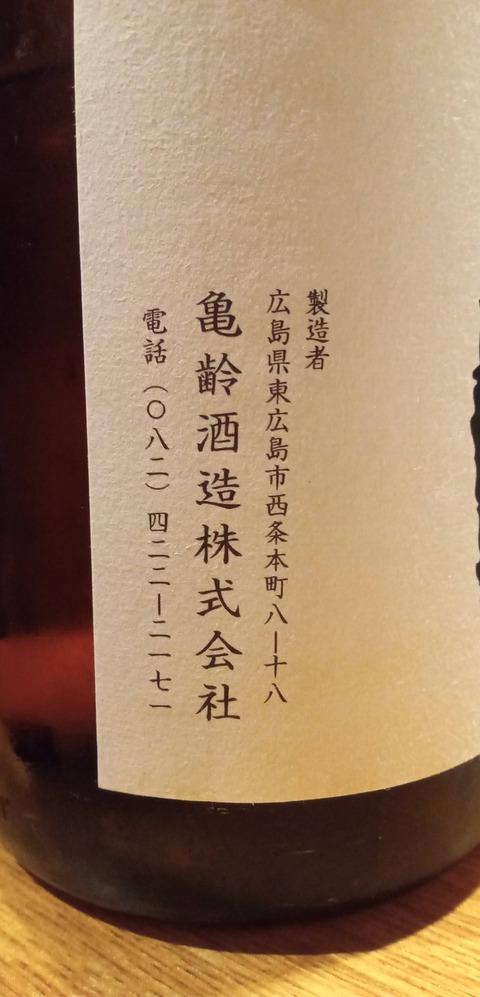 製造者
広島県東広島市西条本町八ー十八
亀齢酒造株式会社
電話（〇八二）四二二ー二一七一